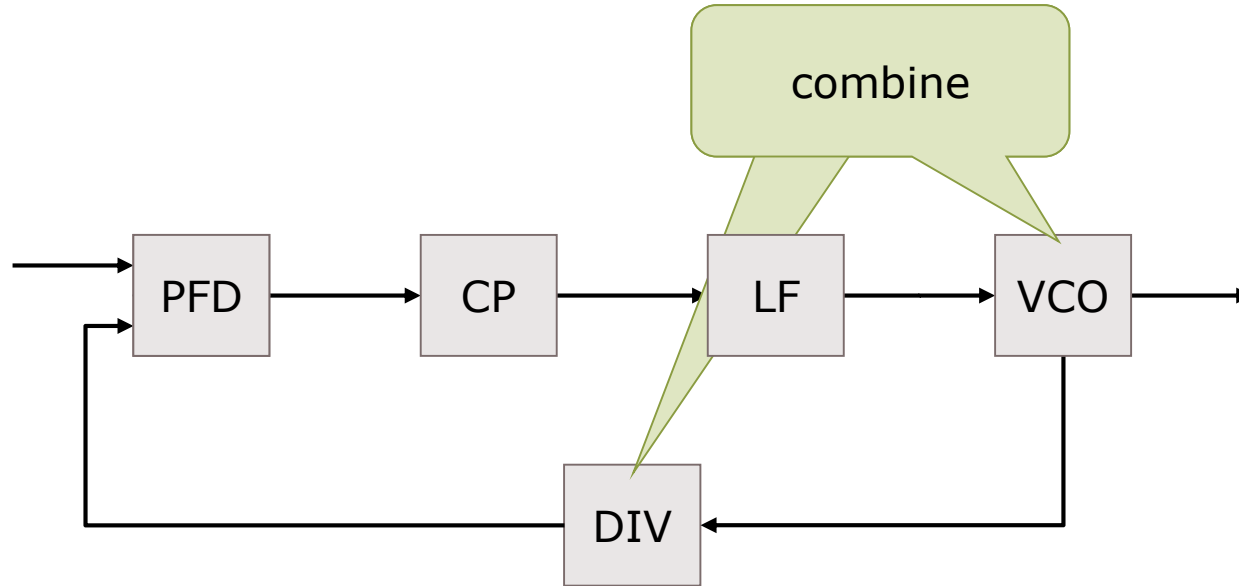 combine
PFD
CP
LF
VCO
DIV